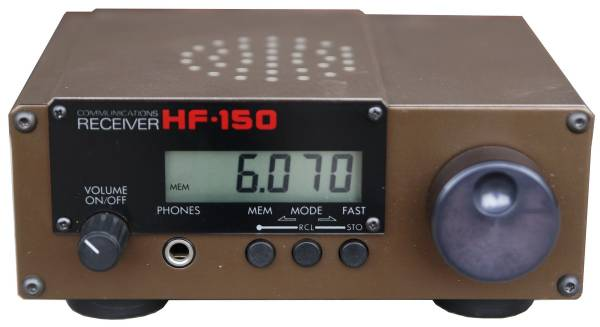 COMMUNICATIONS
RECEIVER HF-150
MEM 6.070
VOLUME
ON/OFF
PHONES MEM MODE FAST
RCL STO